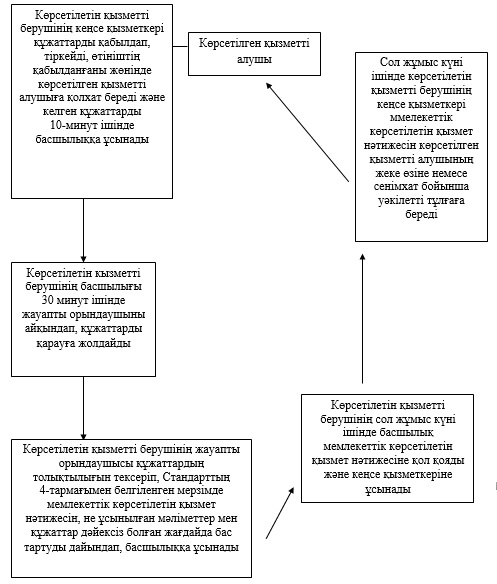 Көрсетілетін қызметті
берушінің кеңсе қызметкері
құжаттарды қабылдап,
тіркейді, өтініштің
қабылданғаны жөнінде
көрсетілген қызметті
алушыға қолхат береді және
келген құжаттарды
10-минут ішінде
басшылыққа ұсынады
Көрсетілген қызметті
алушы
Сол жұмыс күні
ішінде көрсетілетін
қызметті берушінің
кеңсе қызметкері
ммелекеттік
көрсетілетін қызмет
нәтижесін көрсетілген
қызметті алушының
жеке өзіне немесе
сенімхат бойынша
уәкілетті тұлғаға
береді
Көрсетілетін қызметті
берушінің басшылығы
30 минут ішінде
жауапты орындаушыны
айқындап, құжаттарды
қарауға жолдайды
Көрсетілетін қызметті
берушінің сол жұмыс күні
ішінде басшылық
мемлекеттік көрсетілетін
қызмет нәтижесіне қол қояды
және кеңсе қызметкеріне
ұсынады
Көрсетілетін қызметті берушінің жауапты
орындаушысы құжаттардың
толықтылығын тексеріп, Стандарттың
4-тармағымен белгіленген мерзімде
мемлекеттік көрсетілетін қызмет
нәтижесін, не ұсынылған мәліметтер мен
құжаттар дәйексіз болған жағдайда бас
тартуды дайындап, басшылыққа ұсынады